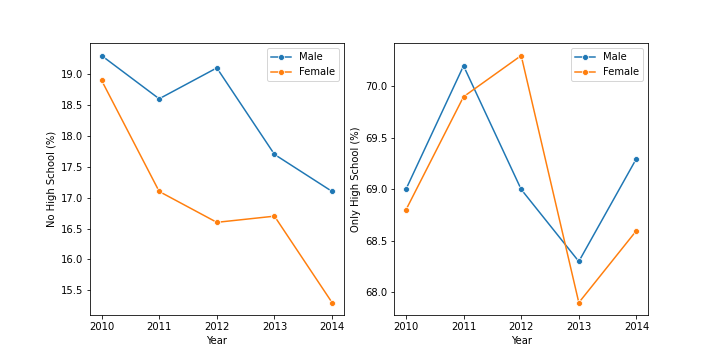 Male
Female
19.0
18.5
18.0
17.5
17.0
16.5
16.0
15.5
No High School (%)
2010 2011 2012 2013 2014
Year
Male
Female
70.0
69.5
69.0
68.5
68.0
Only High School (%)
2010 2011 2012 2013 2014
Year